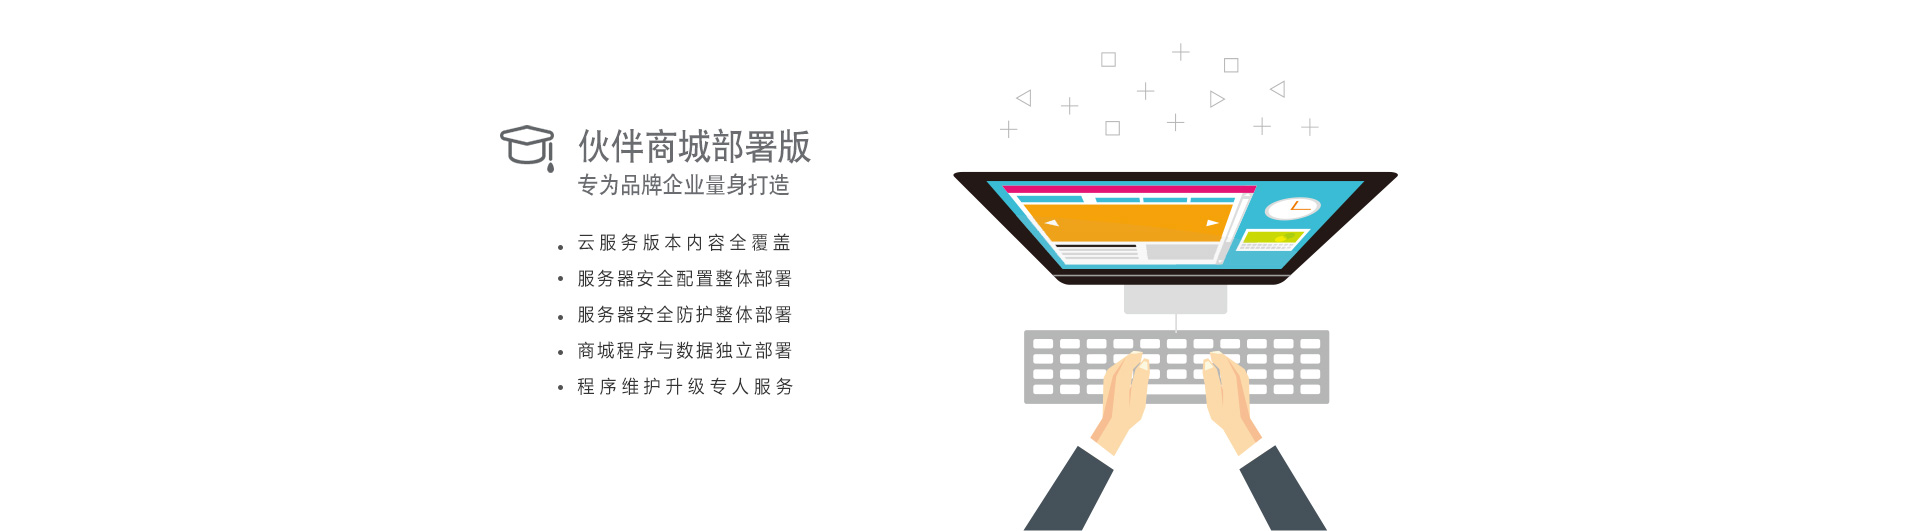 伙伴商城部署版
专为品牌企业量身打造
云服务版本内容全覆盖
服务器安全配置整体部署
服务器安全防护整体部署
商城程序与数据独立部署
程序维护升级专人服务